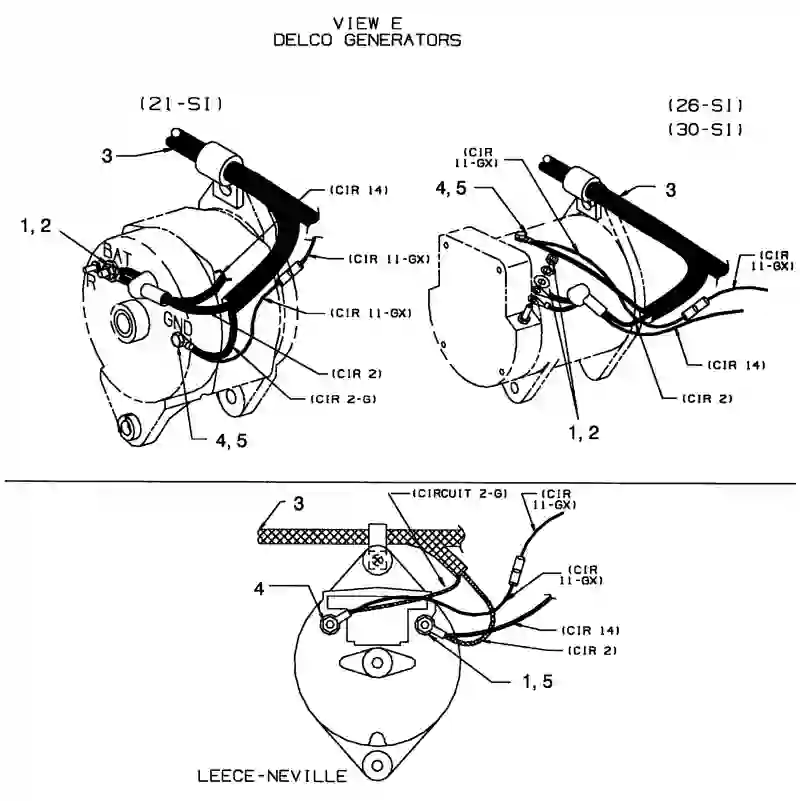 VIEW E
DELCO GENERATORS
(21-SI)
3
(CIR 14)
1, 2
BAT
R
(CIR 11-GX)
GND
(CIR 11-GX)
(CIR 2)
(CIR 2-G)
4, 5
(26-SI)
(30-SI)
(CIR
11-GX)
4, 5
3
(CIR
11-GX)
(CIR 14)
(CIR 2)
1, 2
3
(CIRCUIT 2-G)
(CIR
11-GX)
4
(CIR
11-GX)
(CIR 14)
(CIR 2)
1, 5
LEECE-NEVILLE